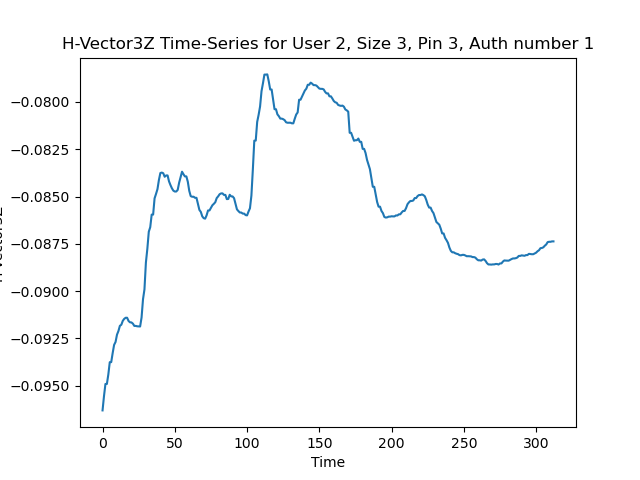 H-Vector3Z Time-Series for User 2, Size 3, Pin 3, Auth number 1
−0.0800
−0.0825
−0.0850
−0.0875
−0.0900
−0.0925
−0.0950
0 50 100 150 200 250 300
Time